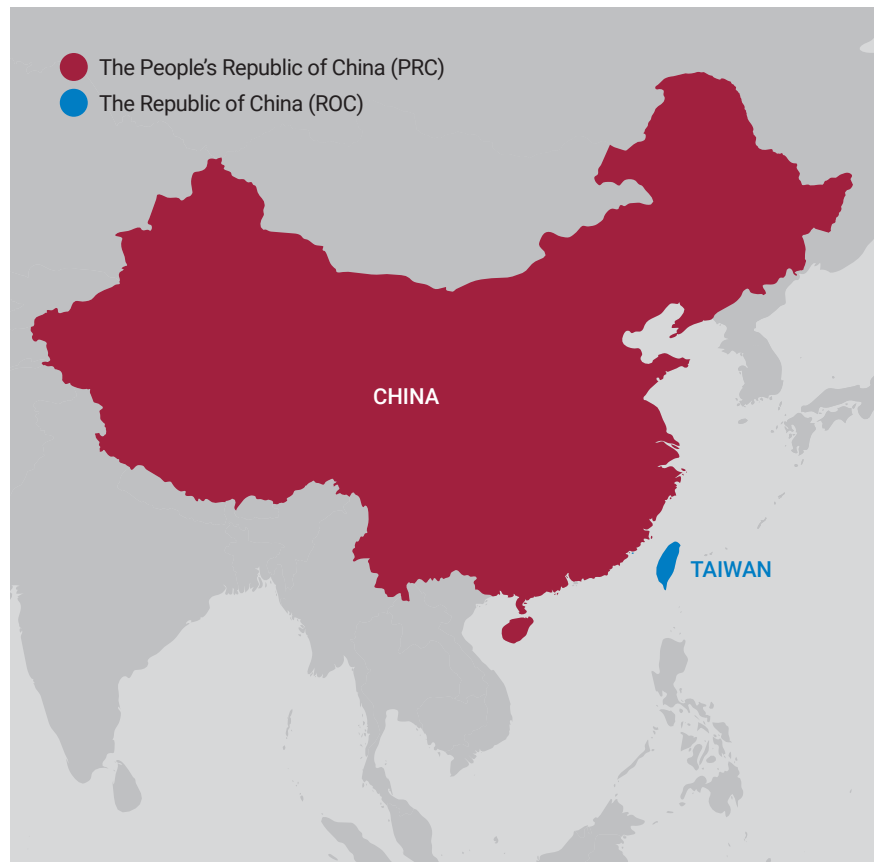 The People’s Republic of China (PRC)
The Republic of China (ROC)
CHINA
TAIWAN